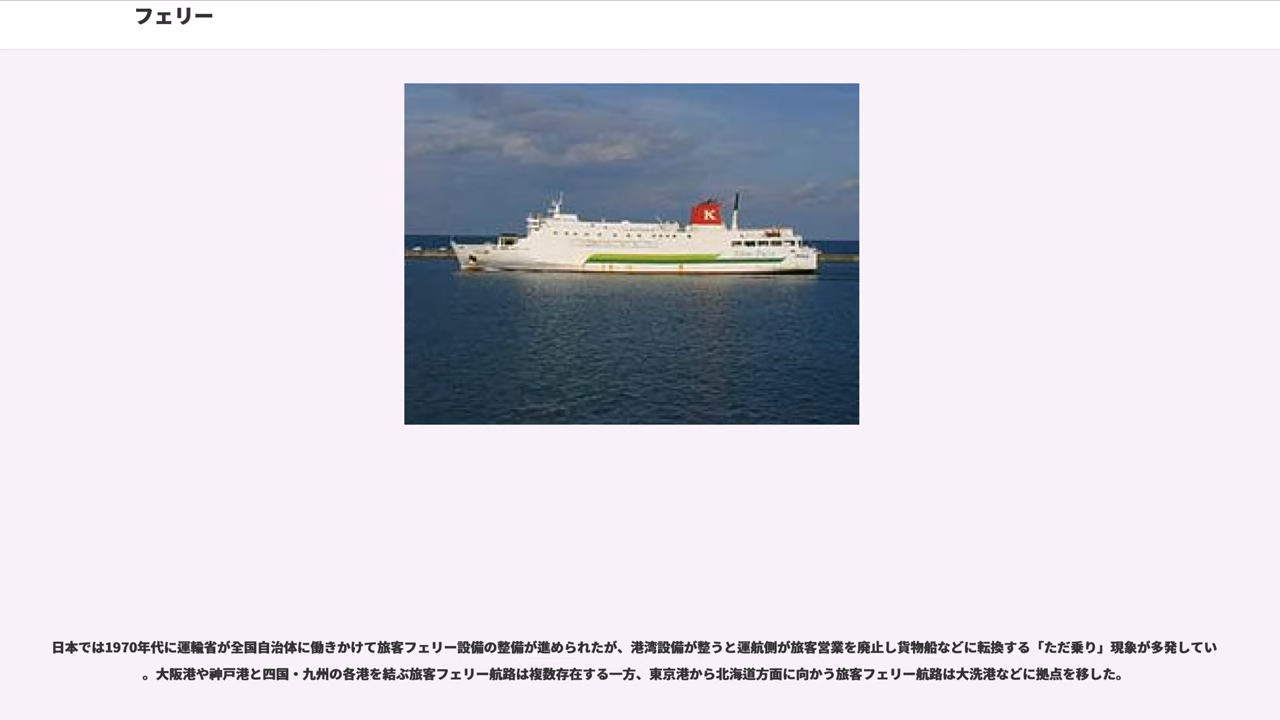 フェリー
K
日本では1970年代に運輸省が全国自治体に働きかけて旅客フェリー設備の整備が進められたが、港湾設備が整うと運航側が旅客営業を廃止し貨物船などに転換する「ただ乗り」現象が多発してい
。大阪港や神戸港と四国・九州の各港を結ぶ旅客フェリー航路は複数存在する一方、東京港から北海道方面に向かう旅客フェリー航路は大洗港などに拠点を移した。